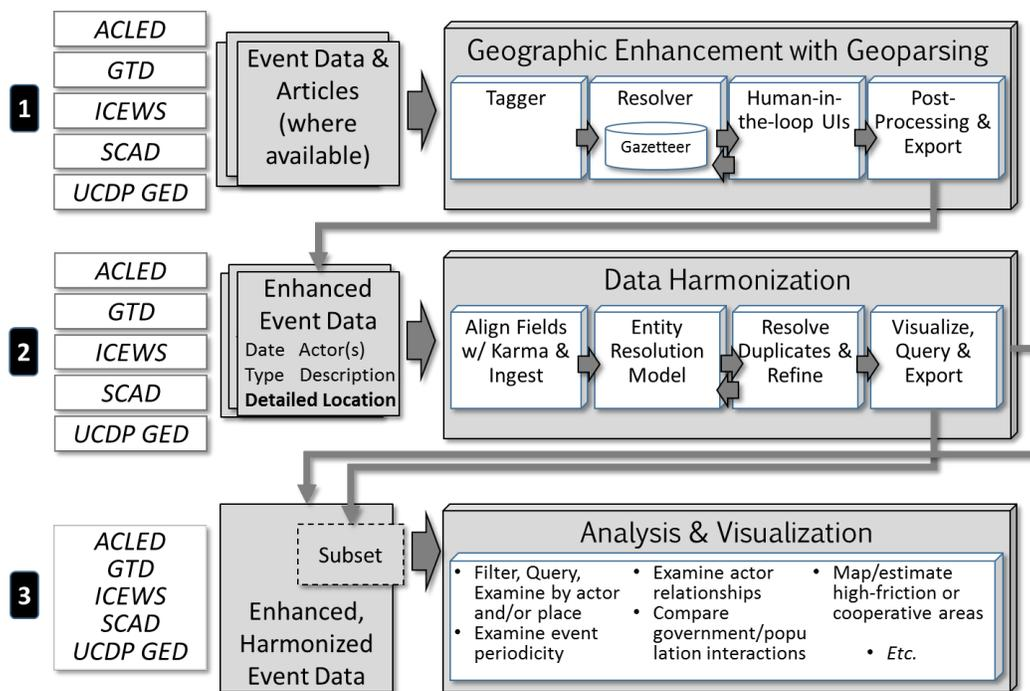 1
ACLED
GTD
ICEWS
SCAD
UCDP GED
Event Data &
Articles
(where
available)
Geographic Enhancement with Geoparsing
Tagger
Resolver
Gazetteer
Human-in-
the-loop UIs
Post-
Processing &
Export
2
ACLED
GTD
ICEWS
SCAD
UCDP GED
Enhanced
Event Data
Date Actor(s)
Type Description
Detailed Location
Data Harmonization
Align Fields
w/ Karma &
Ingest
Entity
Resolution
Model
Resolve
Duplicates &
Refine
Visualize,
Query &
Export
3
ACLED
GTD
ICEWS
SCAD
UCDP GED
Subset
Enhanced,
Harmonized
Event Data
Analysis & Visualization
• Filter, Query,
Examine by actor
and/or place
• Examine event
periodicity
• Examine actor
relationships
• Compare
government/popu
lation interactions
• Map/estimate
high-friction or
cooperative areas
• Etc.